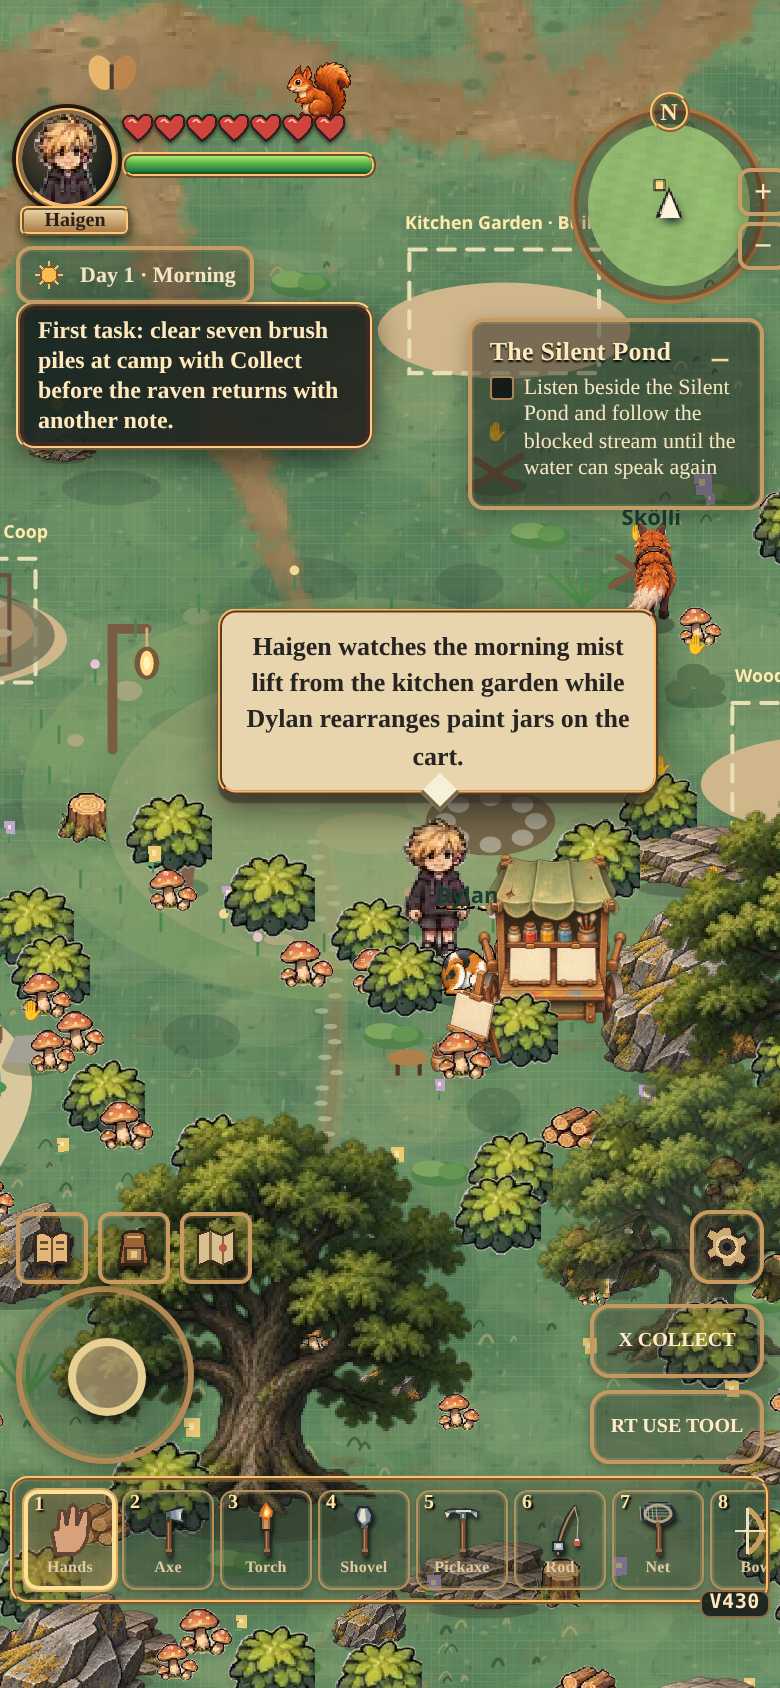 N
+
Haigen
Kitchen Garden ·
–
Day 1 · Morning
First task: clear seven brush
piles at camp with Collect
before the raven returns with
another note.
The Silent Pond
Listen beside the Silent
Pond and follow the
blocked stream until the
water can speak again
Skölli
Coop
Haigen watches the morning mist
lift from the kitchen garden while
Dylan rearranges paint jars on the
cart.
Dylan
X COLLECT
RT USE TOOL
1
Hands
2
Axe
3
Torch
4
Shovel
5
Pickaxe
6
Rod
7
Net
8
Bow
V430